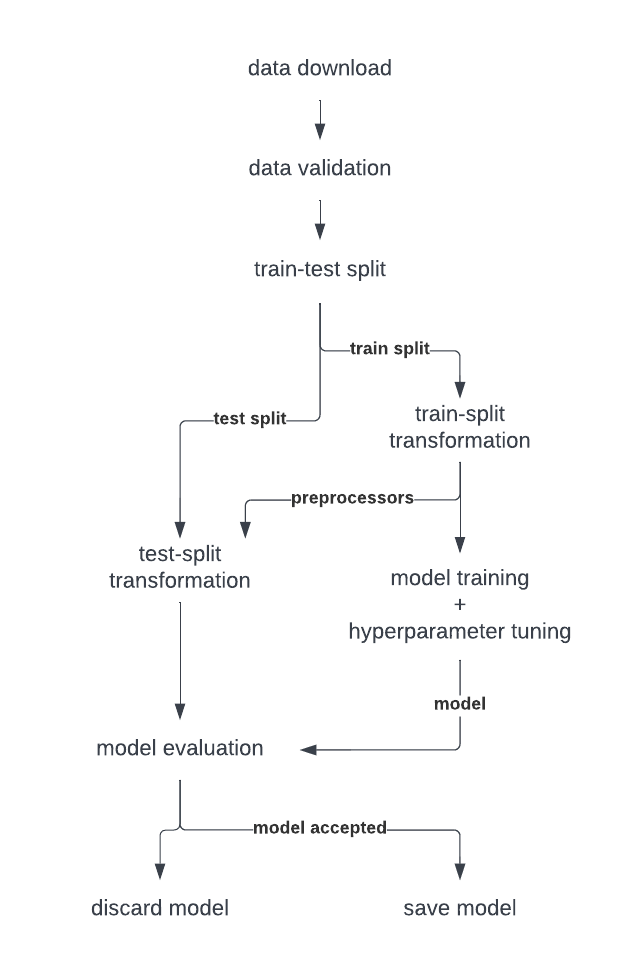 data download
data validation
train-test split
train split
train-split
transformation
test split
preprocessors
test-split
transformation
model training
+
hyperparameter tuning
model
model evaluation
model accepted
discard model
save model